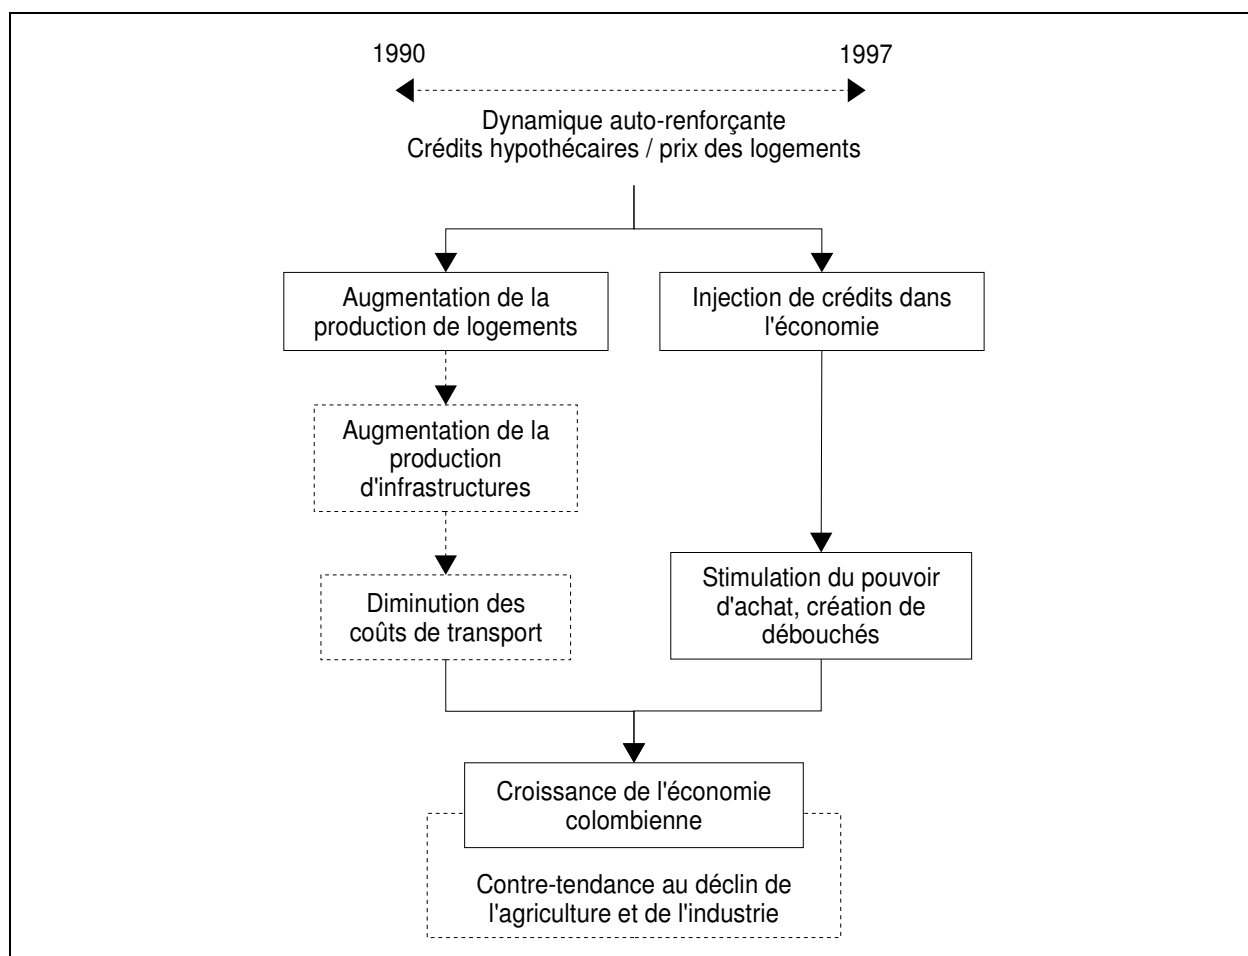 1990
1997
Dynamique auto-renforçante
Crédits hypothécaires / prix des logements
Augmentation de la
production de logements
Injection de crédits dans
l'économie
Augmentation de la
production
d'infrastructures
Stimulation du pouvoir
d'achat, création de
débouchés
Diminution des
coûts de transport
Croissance de l'économie
colombienne
Contre-tendance au déclin de
l'agriculture et de l'industrie